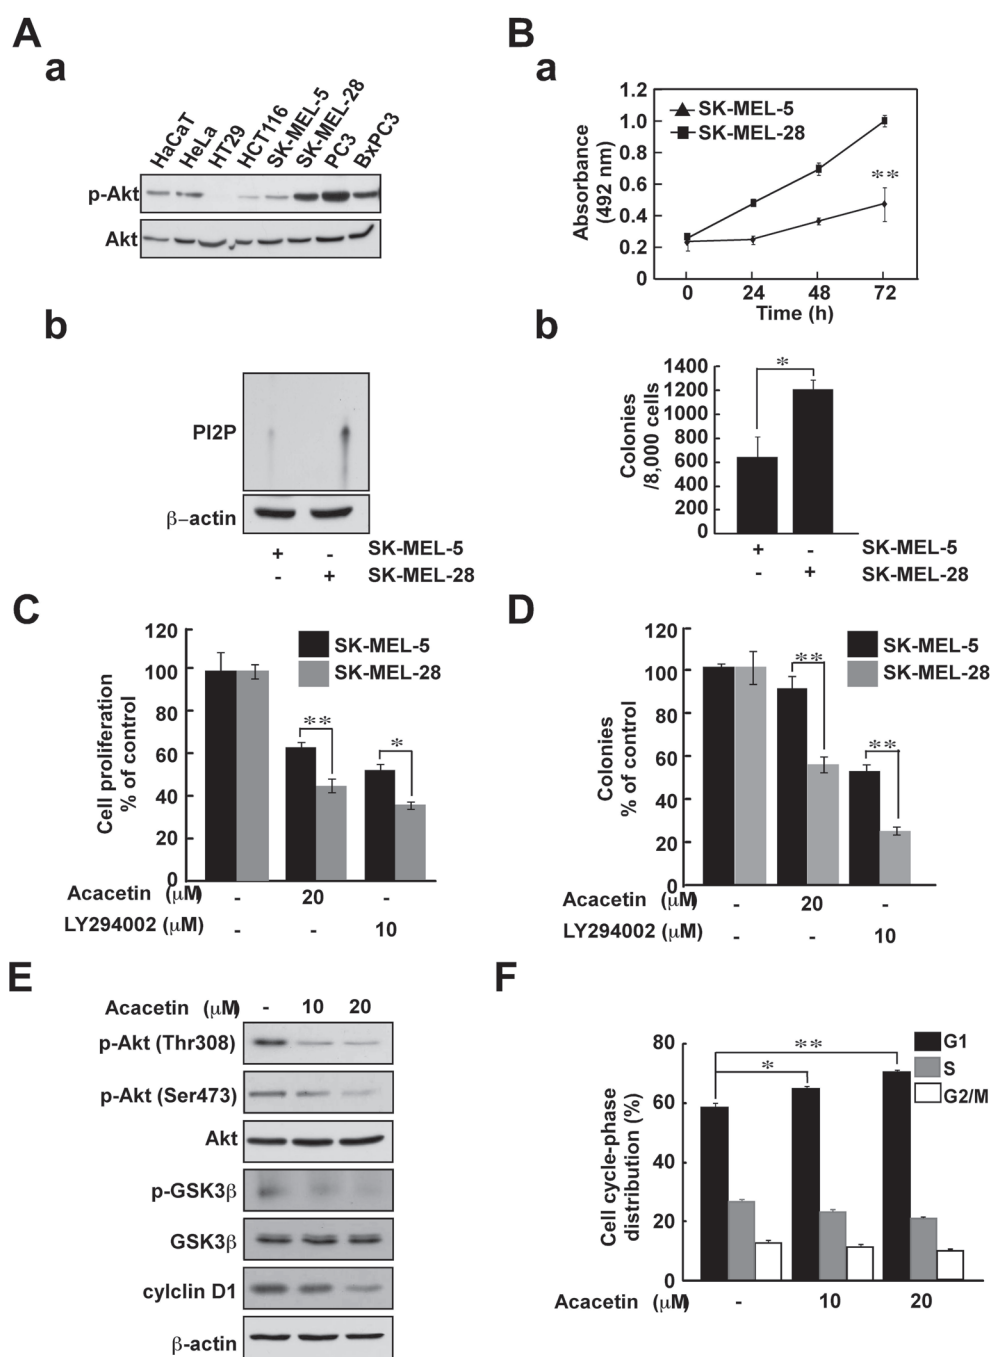 A
a
HaCaT HeLa HT29 HCT116 SK-MEL-5 SK-MEL-28 PC3 BxPC3
p-Akt
Akt
b
PI2P
β–actin
+ - SK-MEL-5
- + SK-MEL-28
B
a
1.2
1.0
0.8
0.6
0.4
0.2
0
Absorbance
(492 nm)
SK-MEL-5
SK-MEL-28
**
0 24 48 72
Time (h)
b
1400
1200
1000
800
600
400
200
0
Colonies
/8,000 cells
*
+ - SK-MEL-5
- + SK-MEL-28
C
120
100
80
60
40
20
0
Cell proliferation
% of control
SK-MEL-5
SK-MEL-28
**
*
Acacetin (μM) - 20 -
LY294002 (μM) - - 10
D
120
100
80
60
40
20
0
Colonies
% of control
SK-MEL-5
SK-MEL-28
**
**
Acacetin (μM) - 20 -
LY294002 (μM) - - 10
E
Acacetin (μM) - 10 20
p-Akt (Thr308)
p-Akt (Ser473)
Akt
p-GSK3β
GSK3β
cylclin D1
β-actin
F
80
60
40
20
0
Cell cycle-phase
distribution (%)
G1
S
G2/M
**
*
Acacetin (μM) - 10 20